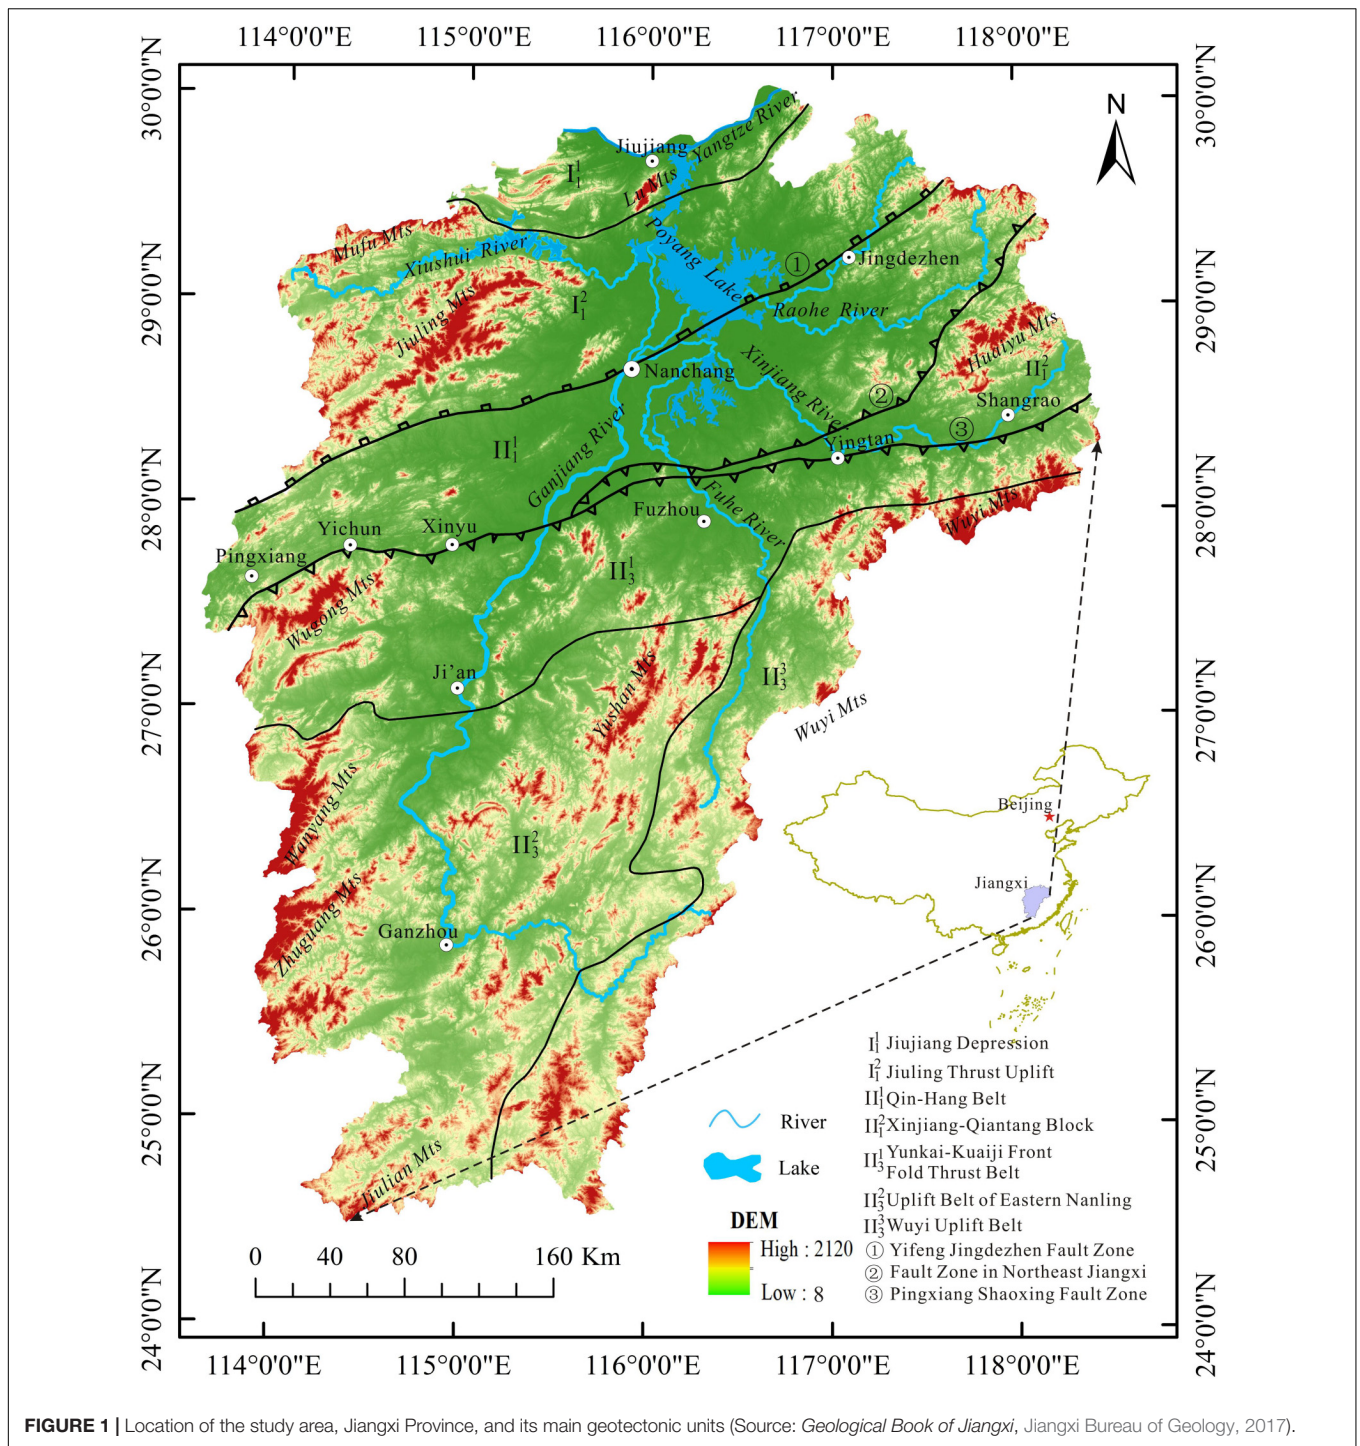 114°0'0"E 115°0'0"E 116°0'0"E 117°0'0"E 118°0'0"E
30°0'0"N
30°0'0"N
N
Jiujiang
Yangtze River
I₁¹
Lu Mts
Mufu Mts
Xiushui River
Poyang Lake
①
Jingdezhen
29°0'0"N
29°0'0"N
I₁²
Raohe River
Jiuling Mts
Huaiyu Mts
Xinjiang River
II₁²
Nanchang
②
Shangrao
③
II₁¹
Ganjiang River
Yingtan
28°0'0"N
28°0'0"N
Fuhe River
Wuyi Mts
Fuzhou
Yichun
Xinyu
Pingxiang
II₃¹
Wugong Mts
Ji'an
II₃³
Yushan Mts
27°0'0"N
27°0'0"N
Wuyi Mts
Wanyang Mts
Beijing
II₃²
Jiangxi
26°0'0"N
26°0'0"N
Zhuguang Mts
Ganzhou
25°0'0"N
25°0'0"N
Jiulian Mts
I₁¹ Jiujiang Depression
I₁² Jiuling Thrust Uplift
II₁¹ Qin-Hang Belt
II₁² Xinjiang-Qiantang Block
II₃¹ Yunkai-Kuaiji Front
Fold Thrust Belt
II₃² Uplift Belt of Eastern Nanling
II₃³ Wuyi Uplift Belt
① Yifeng Jingdezhen Fault Zone
② Fault Zone in Northeast Jiangxi
③ Pingxiang Shaoxing Fault Zone
River
Lake
DEM
High : 2120
Low : 8
0 40 80 160 Km
24°0'0"N
24°0'0"N
114°0'0"E 115°0'0"E 116°0'0"E 117°0'0"E 118°0'0"E
FIGURE 1 | Location of the study area, Jiangxi Province, and its main geotectonic units (Source: Geological Book of Jiangxi, Jiangxi Bureau of Geology, 2017).